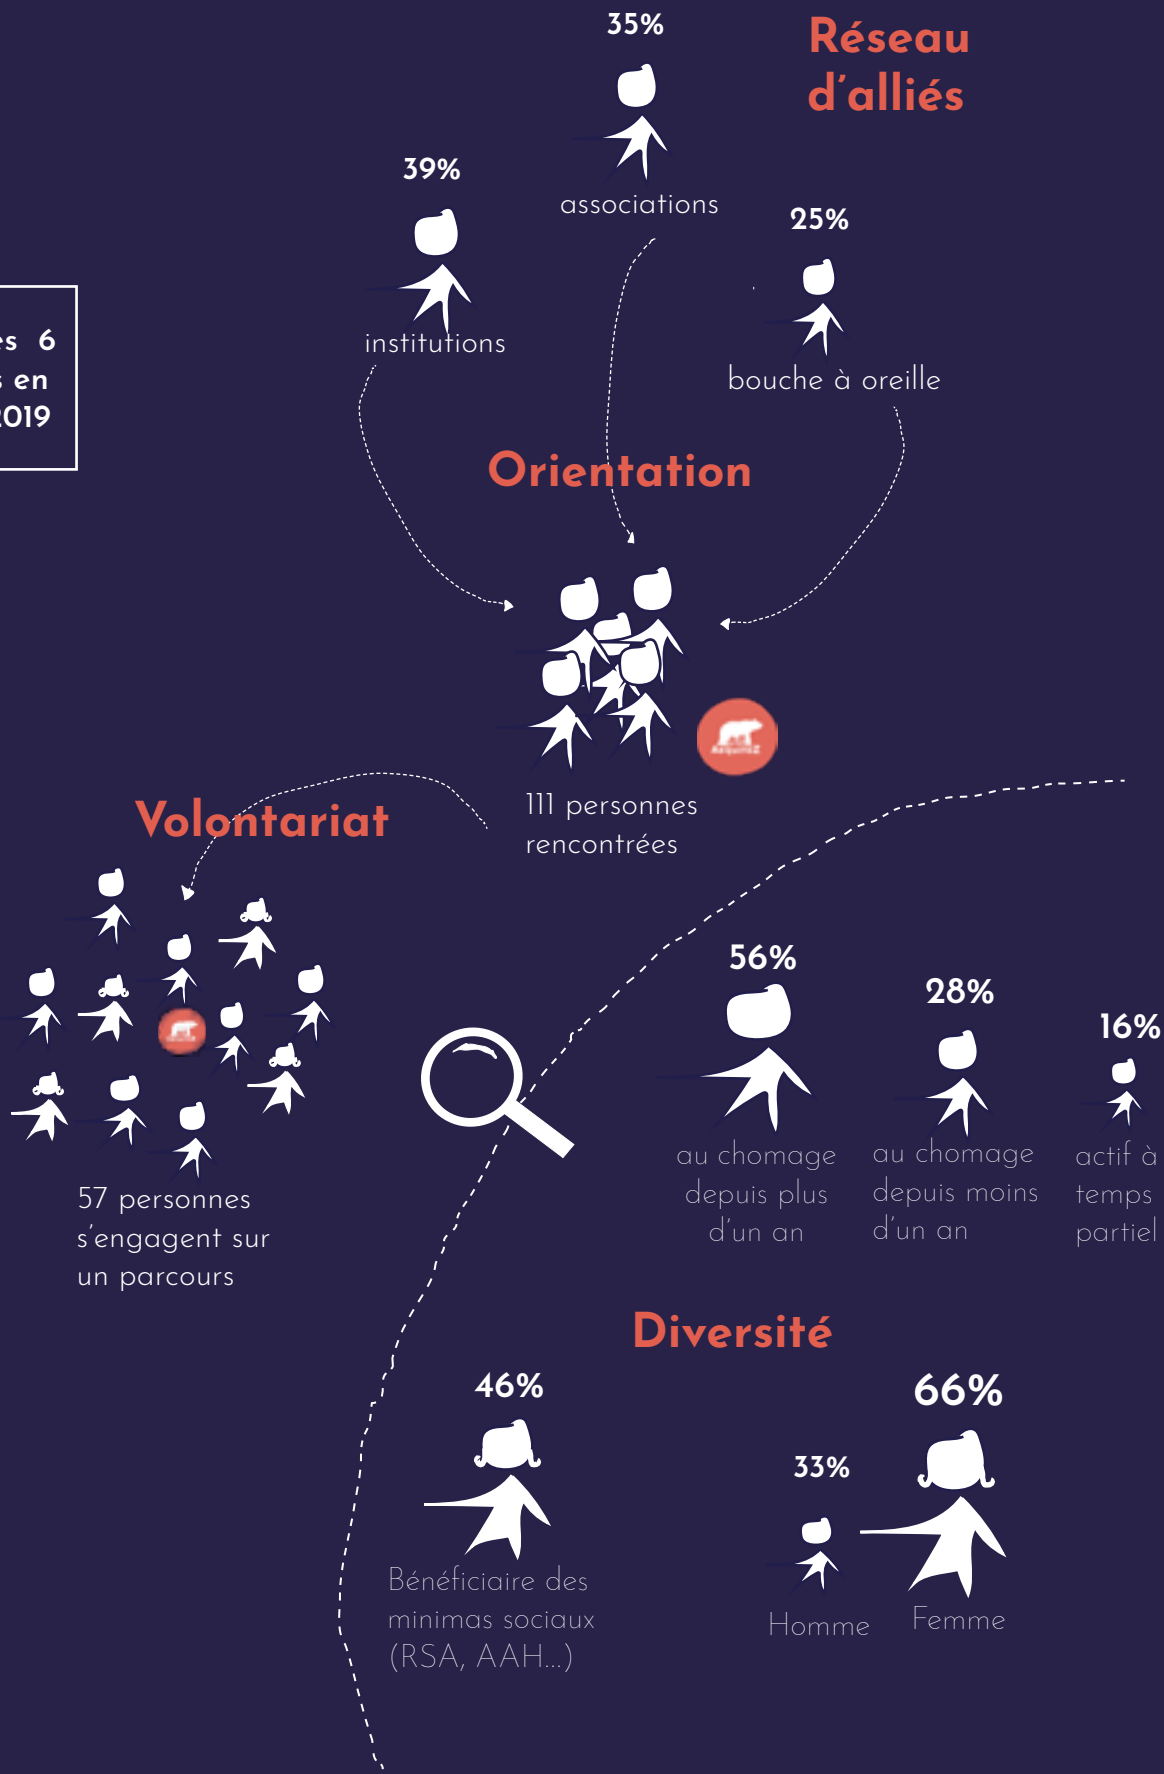 35%
Réseau
d'alliés
39%
associations
25%
institutions
bouche à oreille
6
en
2019
Orientation
AequitaZ
111 personnes
rencontrées
Volontariat
56%
28%
16%
au chomage
depuis plus
d'un an
au chomage
depuis moins
d'un an
actif à
temps
partiel
57 personnes
s'engagent sur
un parcours
Diversité
46%
66%
33%
Bénéficiaire des
minimas sociaux
(RSA, AAH...)
Homme
Femme